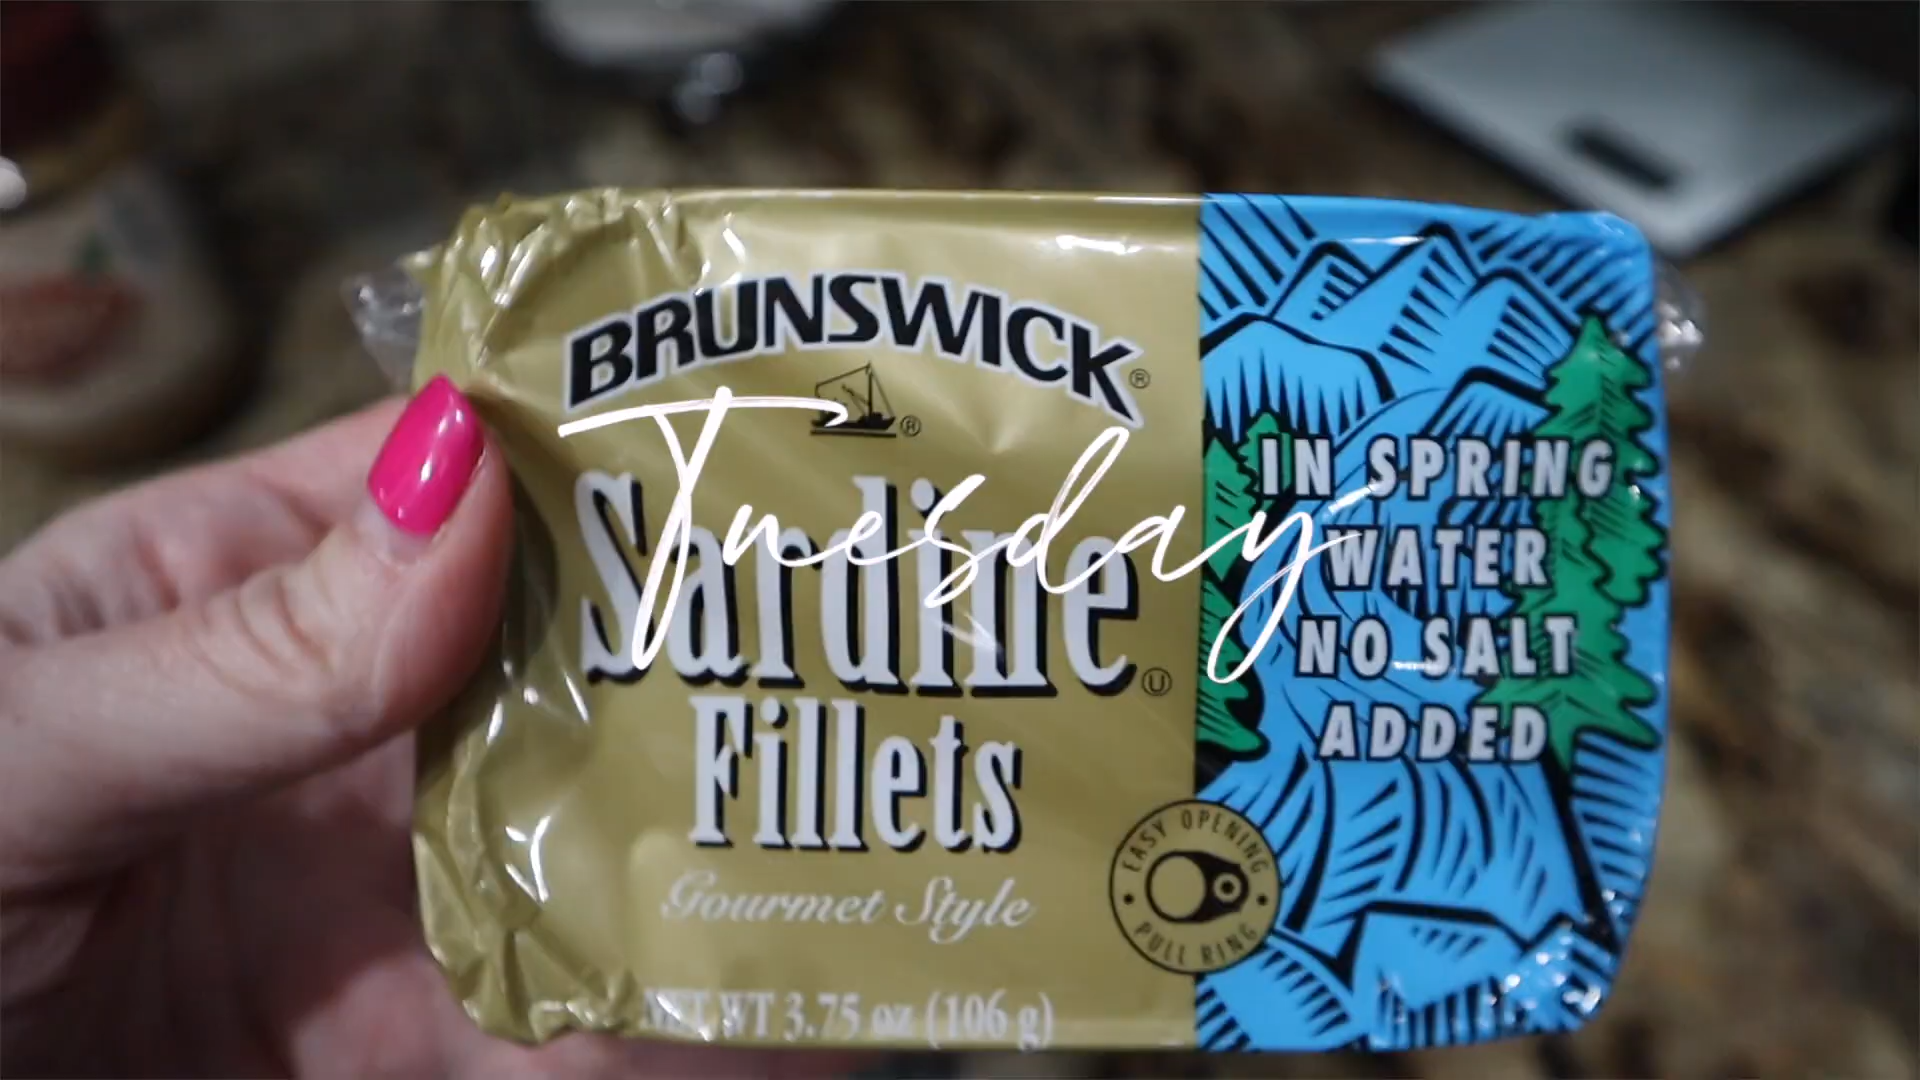 BRUNSWICK®
®
Tuesday
Sardine Ⓤ
Fillets
Gourmet Style
NET WT 3.75 oz (106 g)
IN SPRING
WATER
NO SALT
ADDED
EASY OPENING
PULL RING